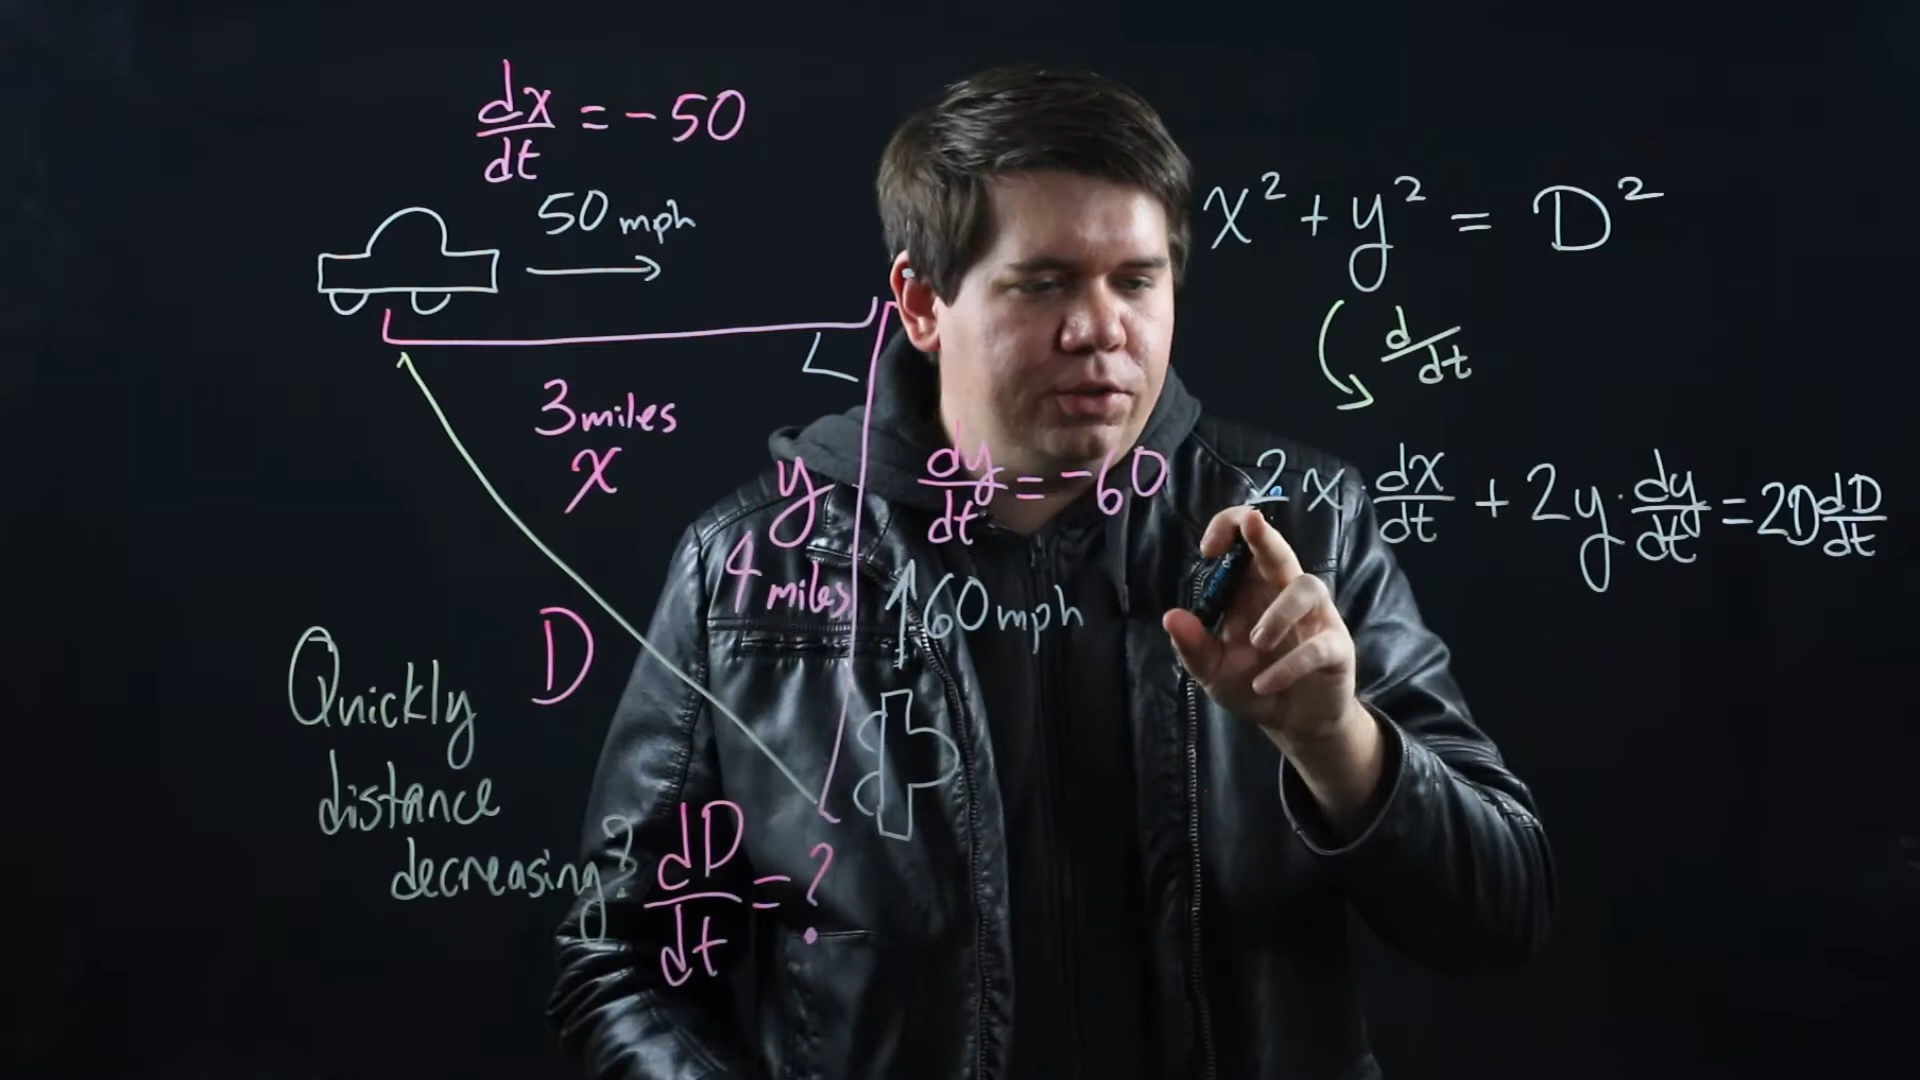 dx/dt = -50
50 mph
3 miles
x
y
4 miles
D
dy/dt = -60
60 mph
Quickly
distance
decreasing?
dD/dt = ?
x² + y² = D²
d/dt
2x · dx/dt + 2y · dy/dt = 2D dD/dt